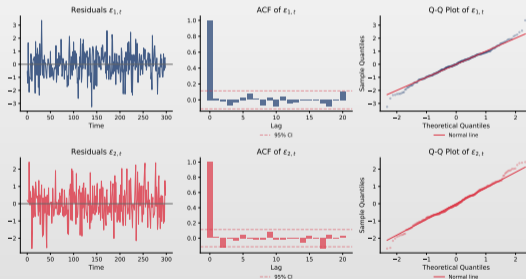 Residuals ε1,t
ACF of ε1,t
Q-Q Plot of ε1,t
3
2
1
0
−1
−2
−3
0 50 100 150 200 250 300
Time
1.0
0.8
0.6
0.4
0.2
0.0
5 10 15 20
Lag
95% CI
Sample Quantiles
3
2
1
0
−1
−2
−3
−2 −1 0 1 2
Theoretical Quantiles
Normal line
Residuals ε2,t
ACF of ε2,t
Q-Q Plot of ε2,t
2
1
0
−1
−2
0 50 100 150 200 250 300
Time
1.0
0.8
0.6
0.4
0.2
0.0
5 10 15 20
Lag
95% CI
Sample Quantiles
2
1
0
−1
−2
−2 −1 0 1 2
Theoretical Quantiles
Normal line